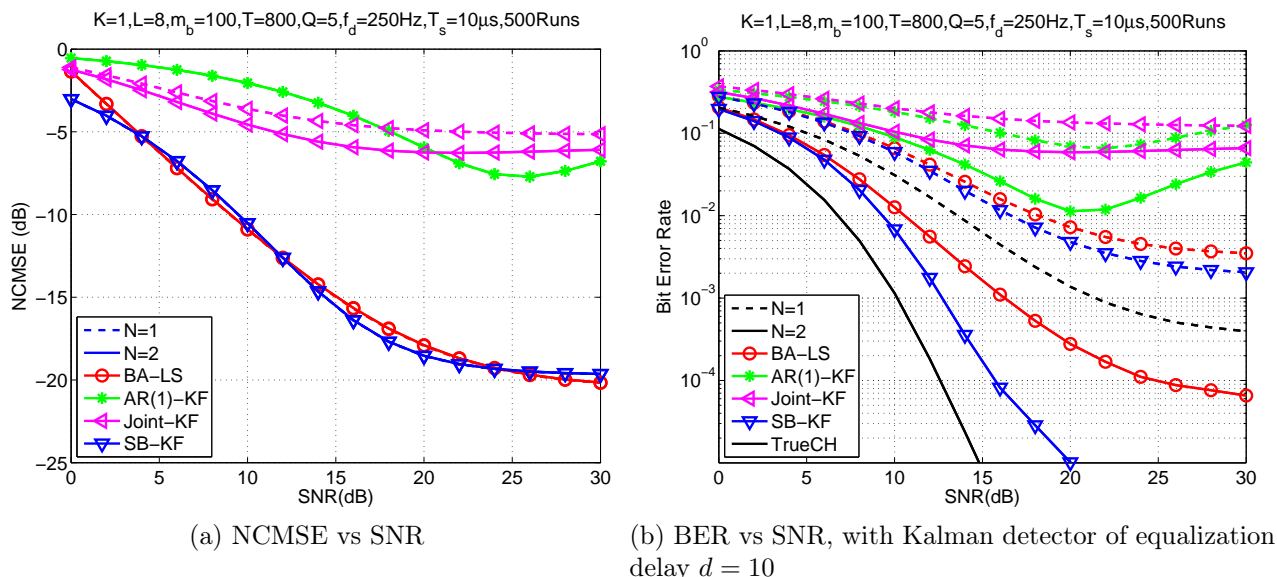 K=1,L=8,m_b=100,T=800,Q=5,f_d=250Hz,T_s=10μs,500Runs
0
−5
−10
−15
−20
−25
NCMSE (dB)
N=1
N=2
BA−LS
AR(1)−KF
Joint−KF
SB−KF
0 5 10 15 20 25 30
SNR(dB)
(a) NCMSE vs SNR
K=1,L=8,m_b=100,T=800,Q=5,f_d=250Hz,T_s=10μs,500Runs
10^0
10^−1
10^−2
10^−3
10^−4
Bit Error Rate
N=1
N=2
BA−LS
AR(1)−KF
Joint−KF
SB−KF
TrueCH
0 5 10 15 20 25 30
SNR(dB)
(b) BER vs SNR, with Kalman detector of equalization
delay d = 10